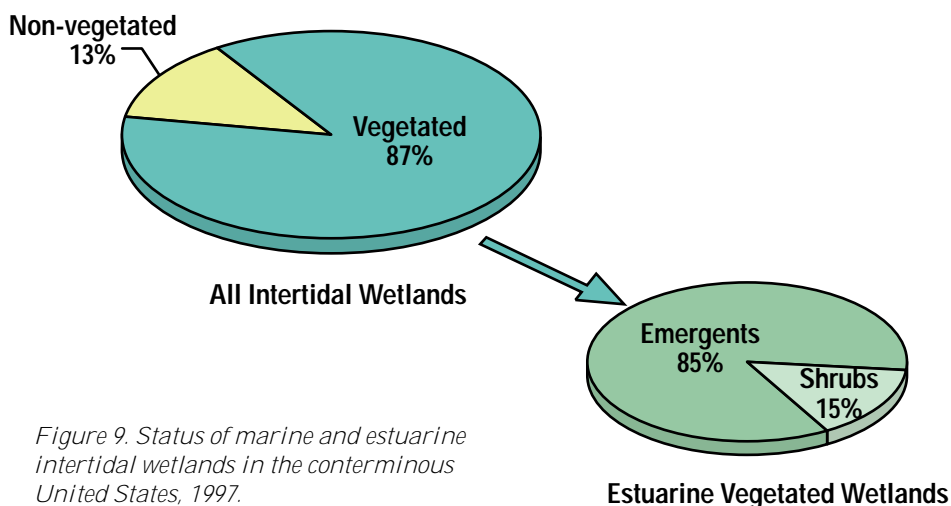 Non-vegetated
13%
Vegetated
87%
All Intertidal Wetlands
Emergents
85%
Shrubs
15%
Estuarine Vegetated Wetlands
Figure 9. Status of marine and estuarine
intertidal wetlands in the conterminous
United States, 1997.